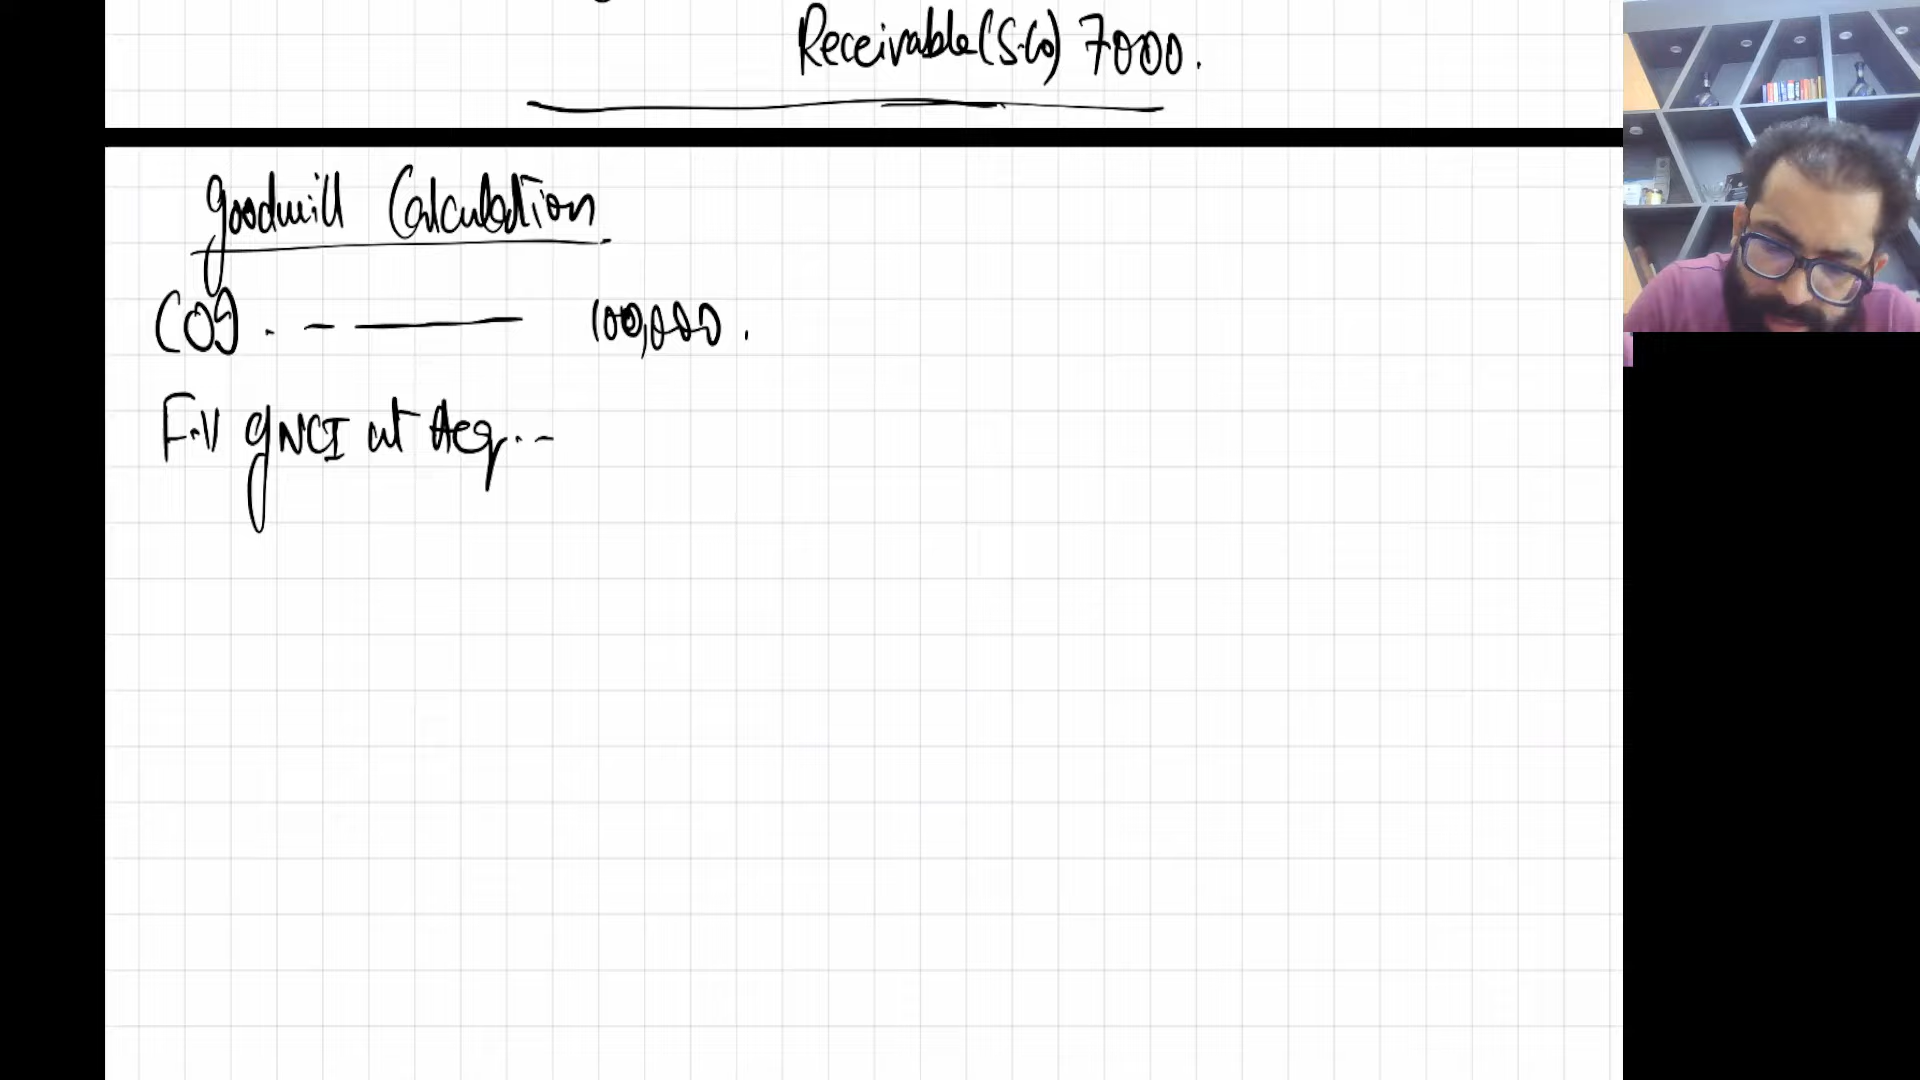 Receivable (S.Co) 7000.
Goodwill Calculation
COI . - — 100,000 .
F.V of NCI at Acq..-